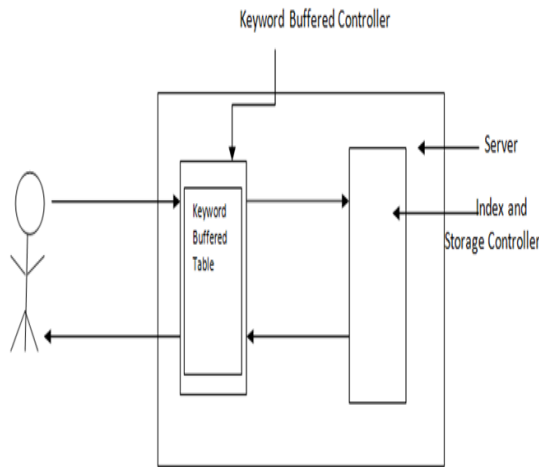 Keyword Buffered Controller
Server
Keyword
Buffered
Table
Index and
Storage Controller